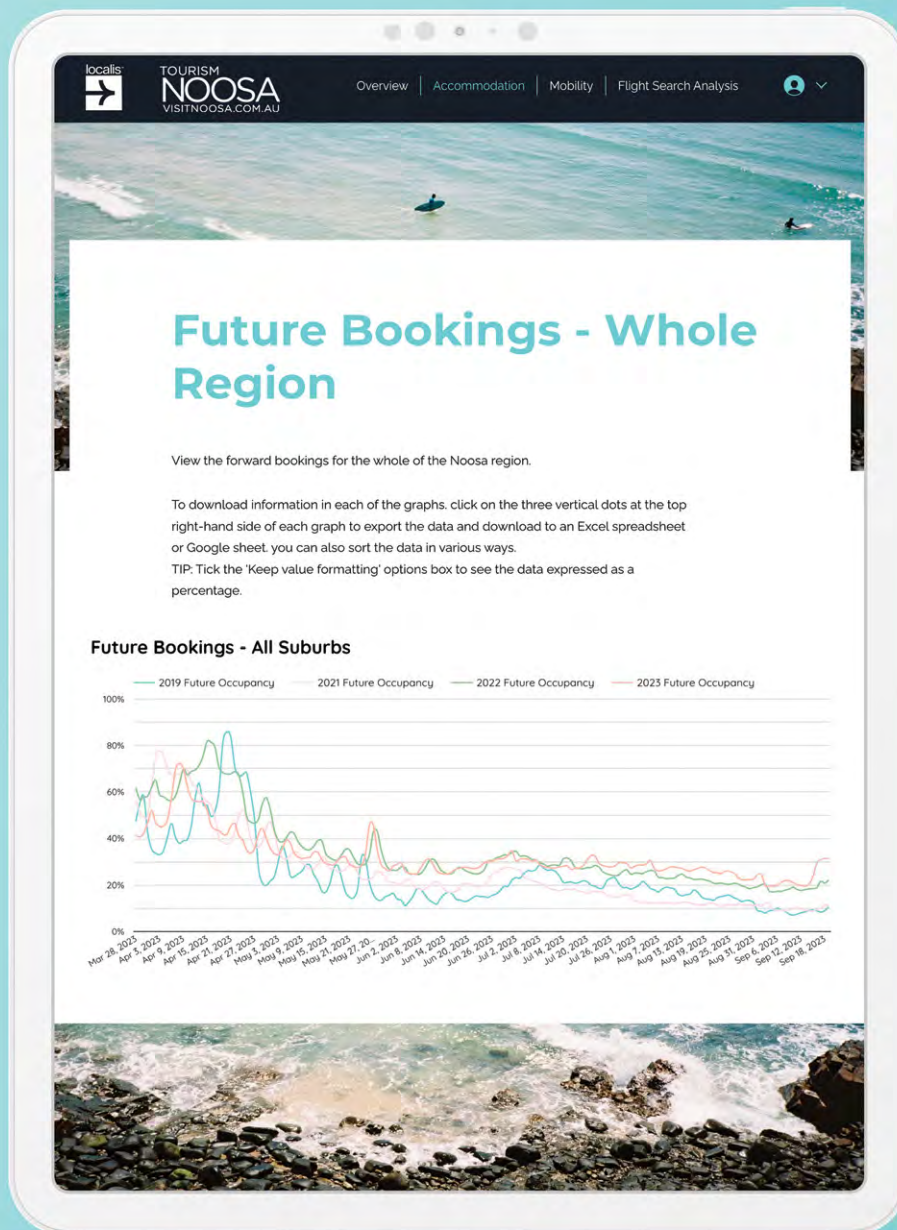 localis
TOURISM
NOOSA
VISITNOOSA.COM.AU
Overview
Accommodation
Mobility
Flight Search Analysis
Future Bookings - Whole
Region
View the forward bookings for the whole of the Noosa region.
To download information in each of the graphs. click on the three vertical dots at the top
right-hand side of each graph to export the data and download to an Excel spreadsheet
or Google sheet. you can also sort the data in various ways.
TIP: Tick the 'Keep value formatting' options box to see the data expressed as a
percentage.
Future Bookings - All Suburbs
2019 Future Occupancy
2021 Future Occupancy
2022 Future Occupancy
2023 Future Occupancy
100%
80%
60%
40%
20%
0%
Mar 28, 2023
Apr 3, 2023
Apr 9, 2023
Apr 15, 2023
Apr 21, 2023
Apr 27, 2023
May 3, 2023
May 9, 2023
May 15, 2023
May 21, 2023
May 27, 20...
Jun 2, 2023
Jun 8, 2023
Jun 14, 2023
Jun 20, 2023
Jun 26, 2023
Jul 2, 2023
Jul 8, 2023
Jul 14, 2023
Jul 20, 2023
Jul 26, 2023
Aug 1, 2023
Aug 7, 2023
Aug 13, 2023
Aug 19, 2023
Aug 25, 2023
Aug 31, 2023
Sep 6, 2023
Sep 12, 2023
Sep 18, 2023